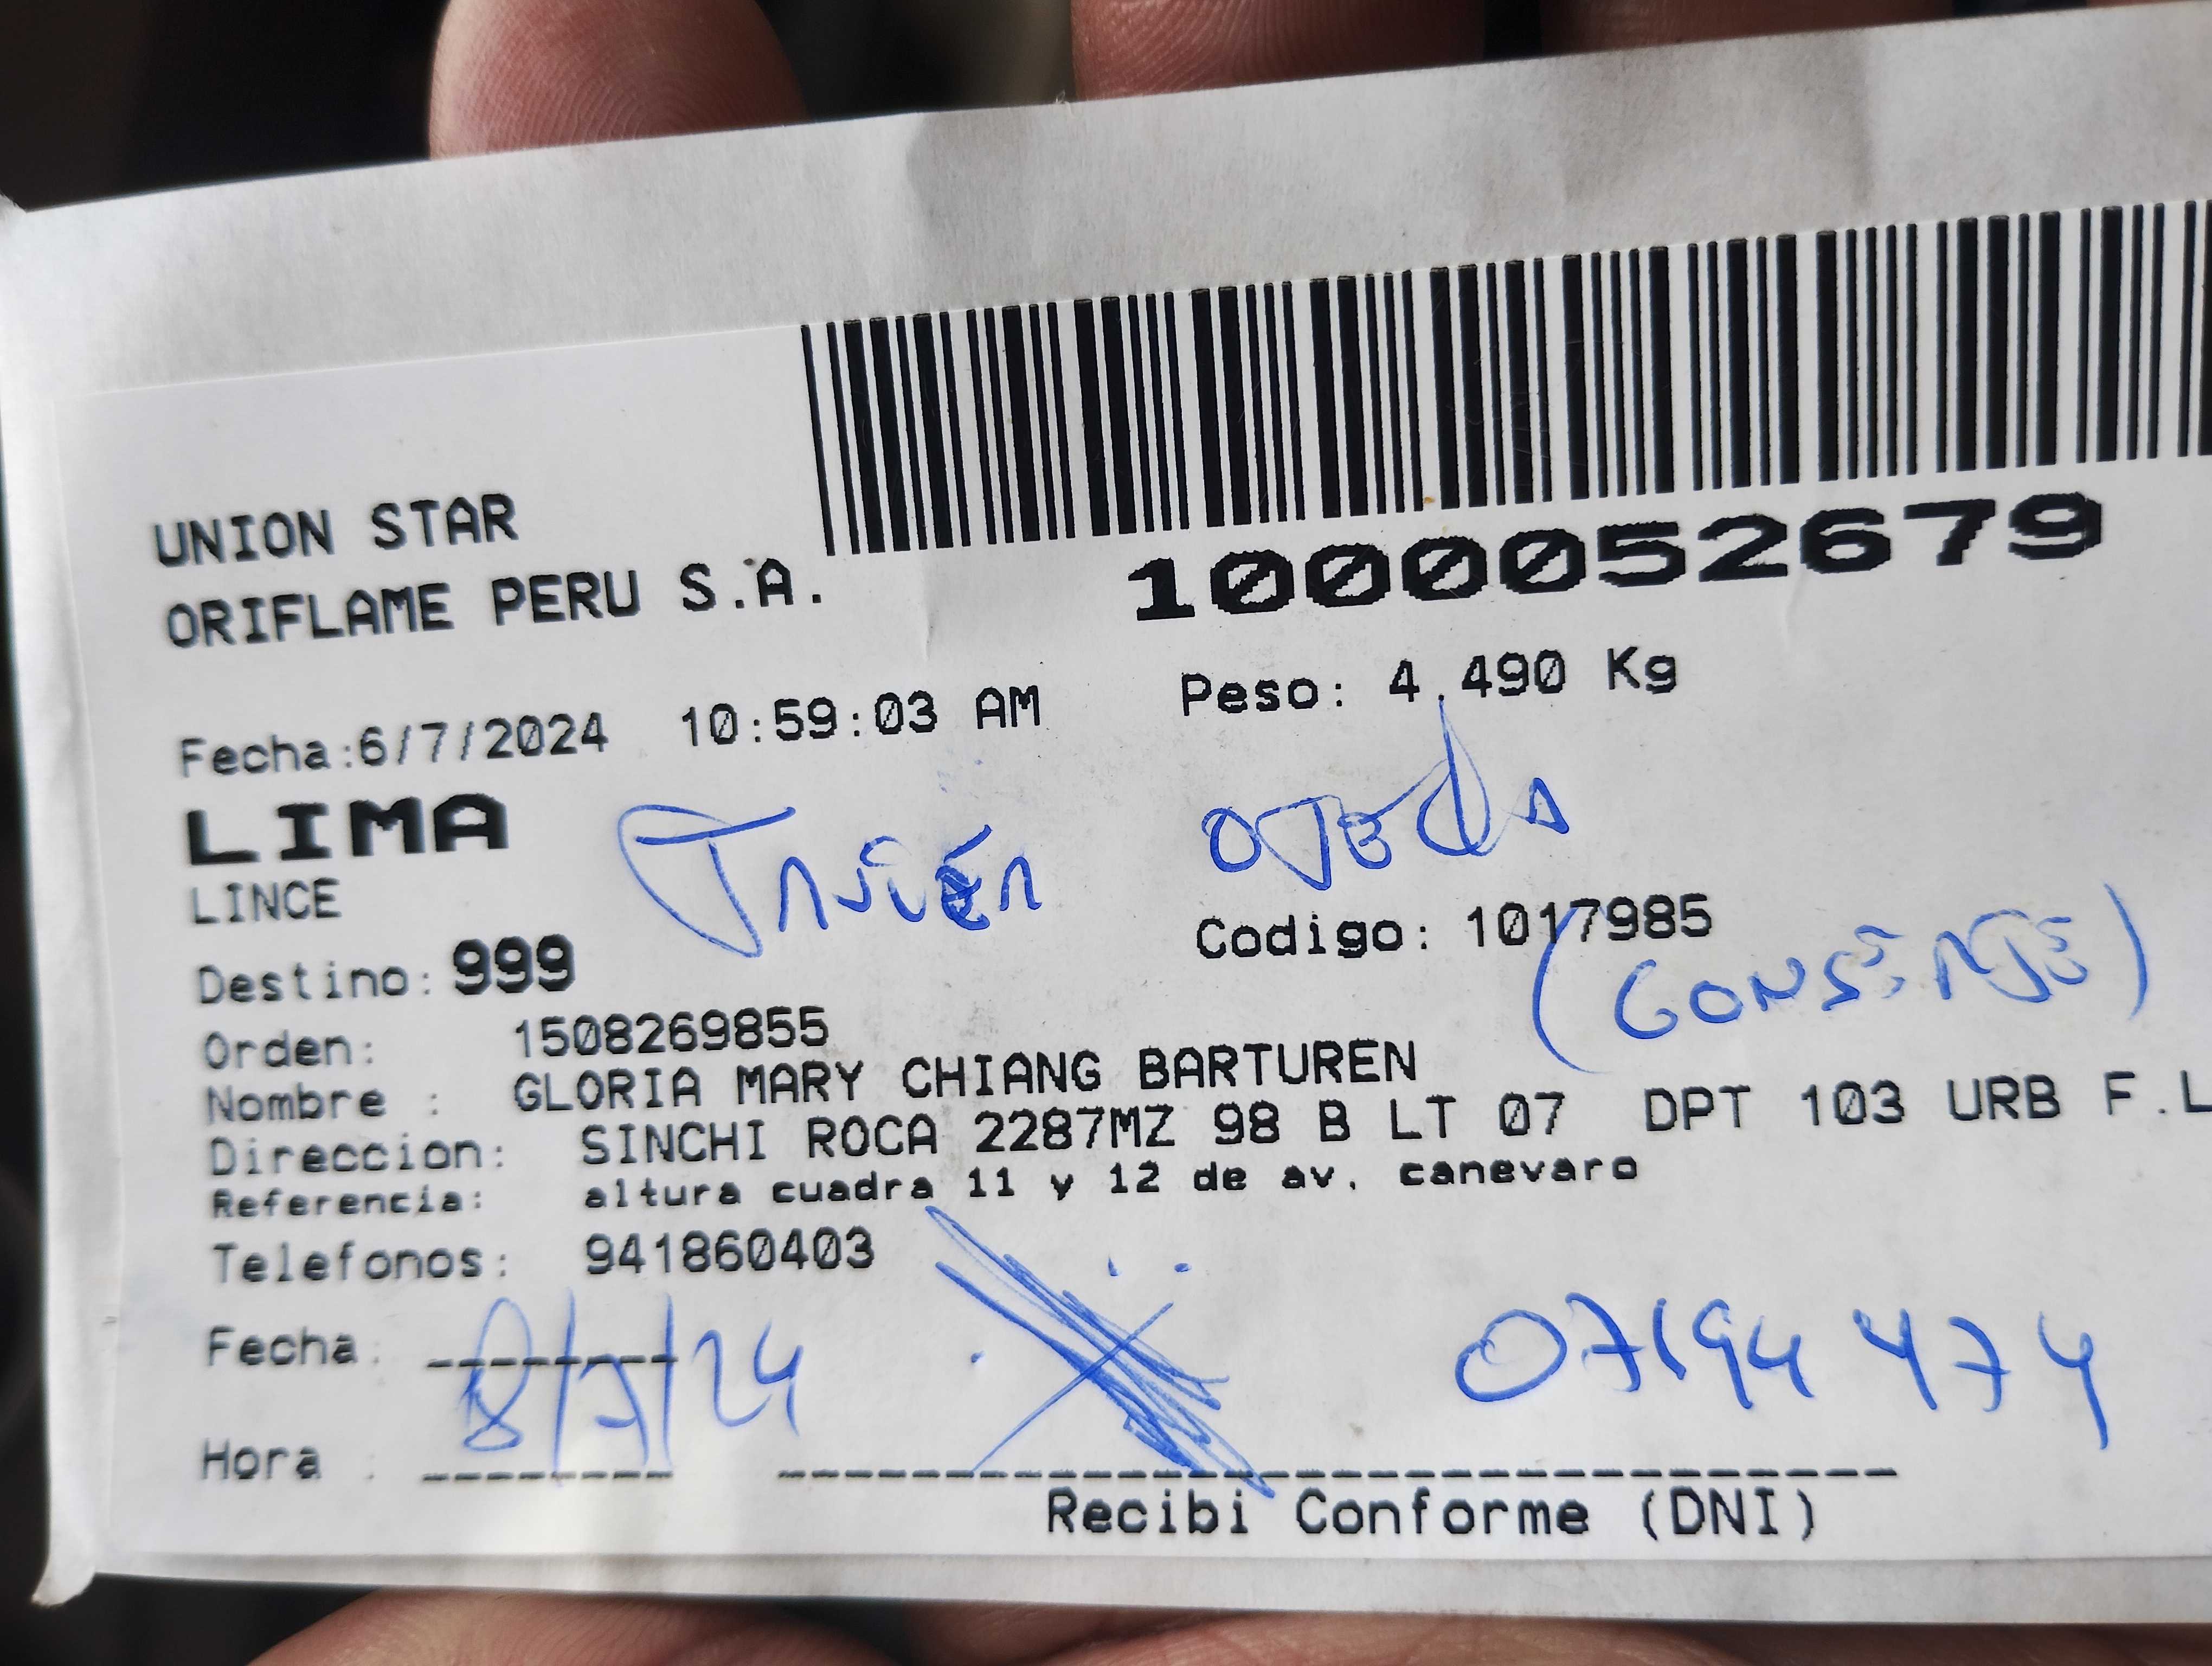 UNION STAR
ORIFLAME PERU S.A.
1000052679
Fecha:6/7/2024 10:59:03 AM Peso: 4.490 Kg
LIMA
Javier Ojeda
LINCE
Destino: 999 Codigo: 1017985
(CONSERJE)
Orden: 1508269855
Nombre : GLORIA MARY CHIANG BARTUREN
Direccion: SINCHI ROCA 2287MZ 98 B LT 07 DPT 103 URB F.L
Referencia: altura cuadra 11 y 12 de av. canevaro
Telefonos: 941860403
Fecha: 8/7/24 07194474
Hora :
Recibi Conforme (DNI)